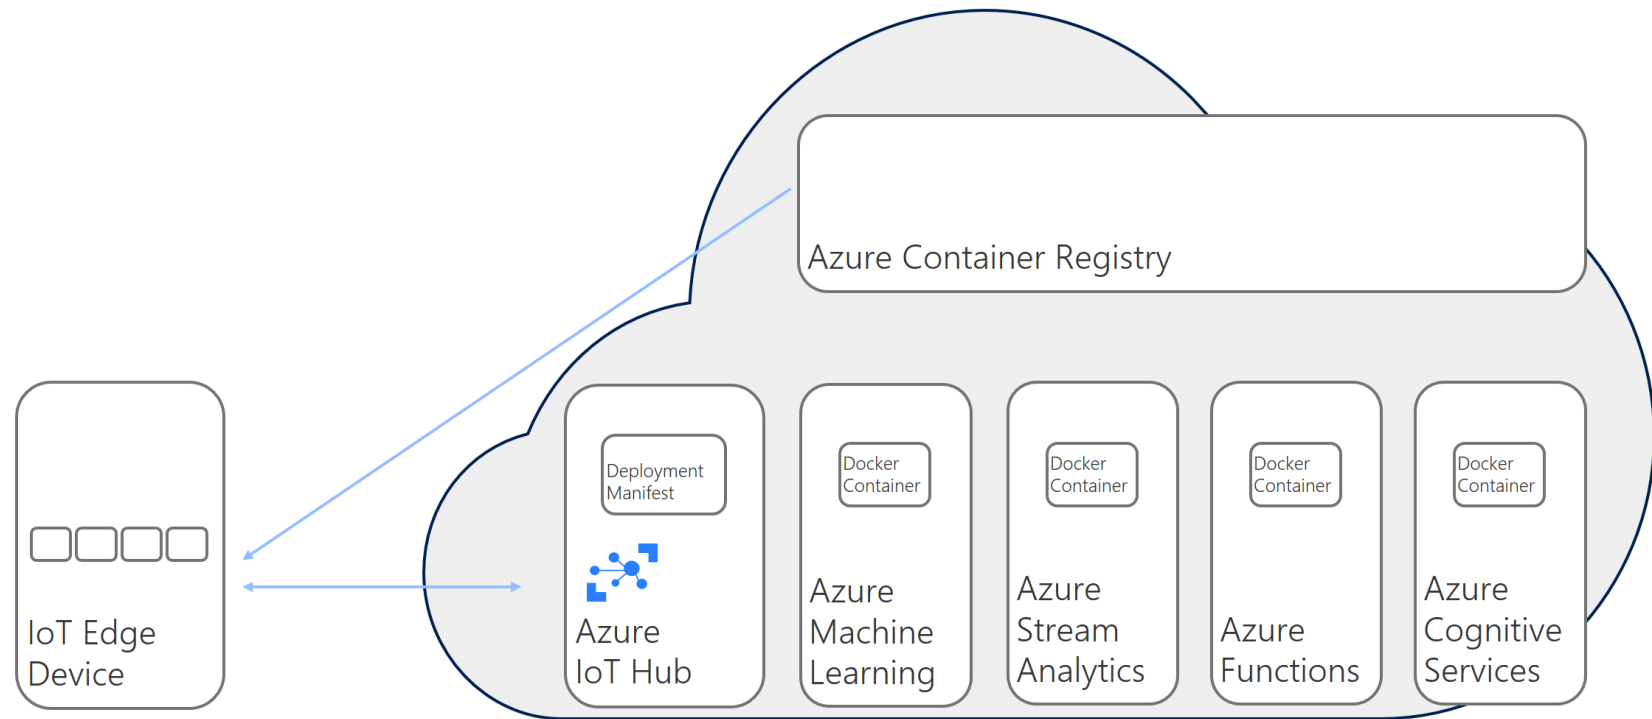 Azure Container Registry
IoT Edge
Device
Deployment
Manifest
Azure
IoT Hub
Docker
Container
Azure
Machine
Learning
Docker
Container
Azure
Stream
Analytics
Docker
Container
Azure
Functions
Docker
Container
Azure
Cognitive
Services